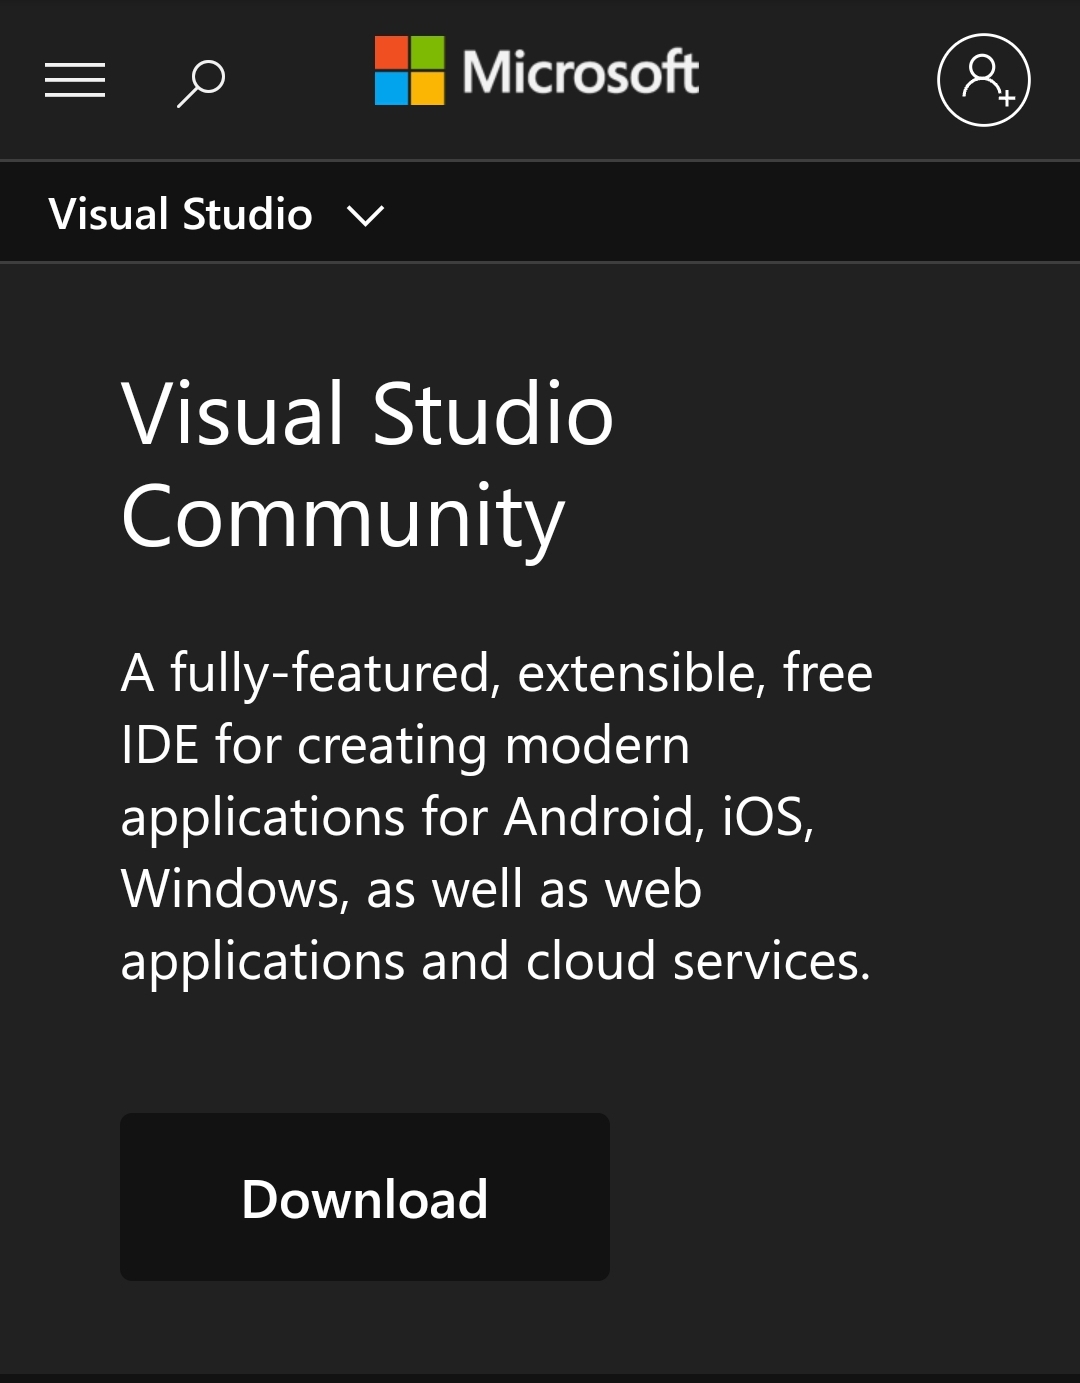 Microsoft
Visual Studio
Visual Studio
Community
A fully-featured, extensible, free
IDE for creating modern
applications for Android, iOS,
Windows, as well as web
applications and cloud services.
Download